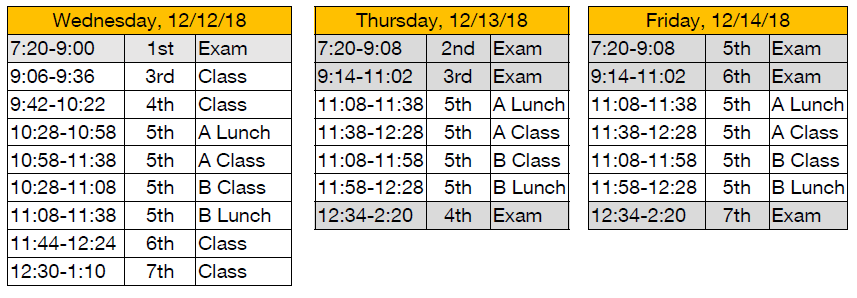 Wednesday, 12/12/18
7:20-9:00 1st Exam
9:06-9:36 3rd Class
9:42-10:22 4th Class
10:28-10:58 5th A Lunch
10:58-11:38 5th A Class
10:28-11:08 5th B Class
11:08-11:38 5th B Lunch
11:44-12:24 6th Class
12:30-1:10 7th Class
Thursday, 12/13/18
7:20-9:08 2nd Exam
9:14-11:02 3rd Exam
11:08-11:38 5th A Lunch
11:38-12:28 5th A Class
11:08-11:58 5th B Class
11:58-12:28 5th B Lunch
12:34-2:20 4th Exam
Friday, 12/14/18
7:20-9:08 5th Exam
9:14-11:02 6th Exam
11:08-11:38 5th A Lunch
11:38-12:28 5th A Class
11:08-11:58 5th B Class
11:58-12:28 5th B Lunch
12:34-2:20 7th Exam